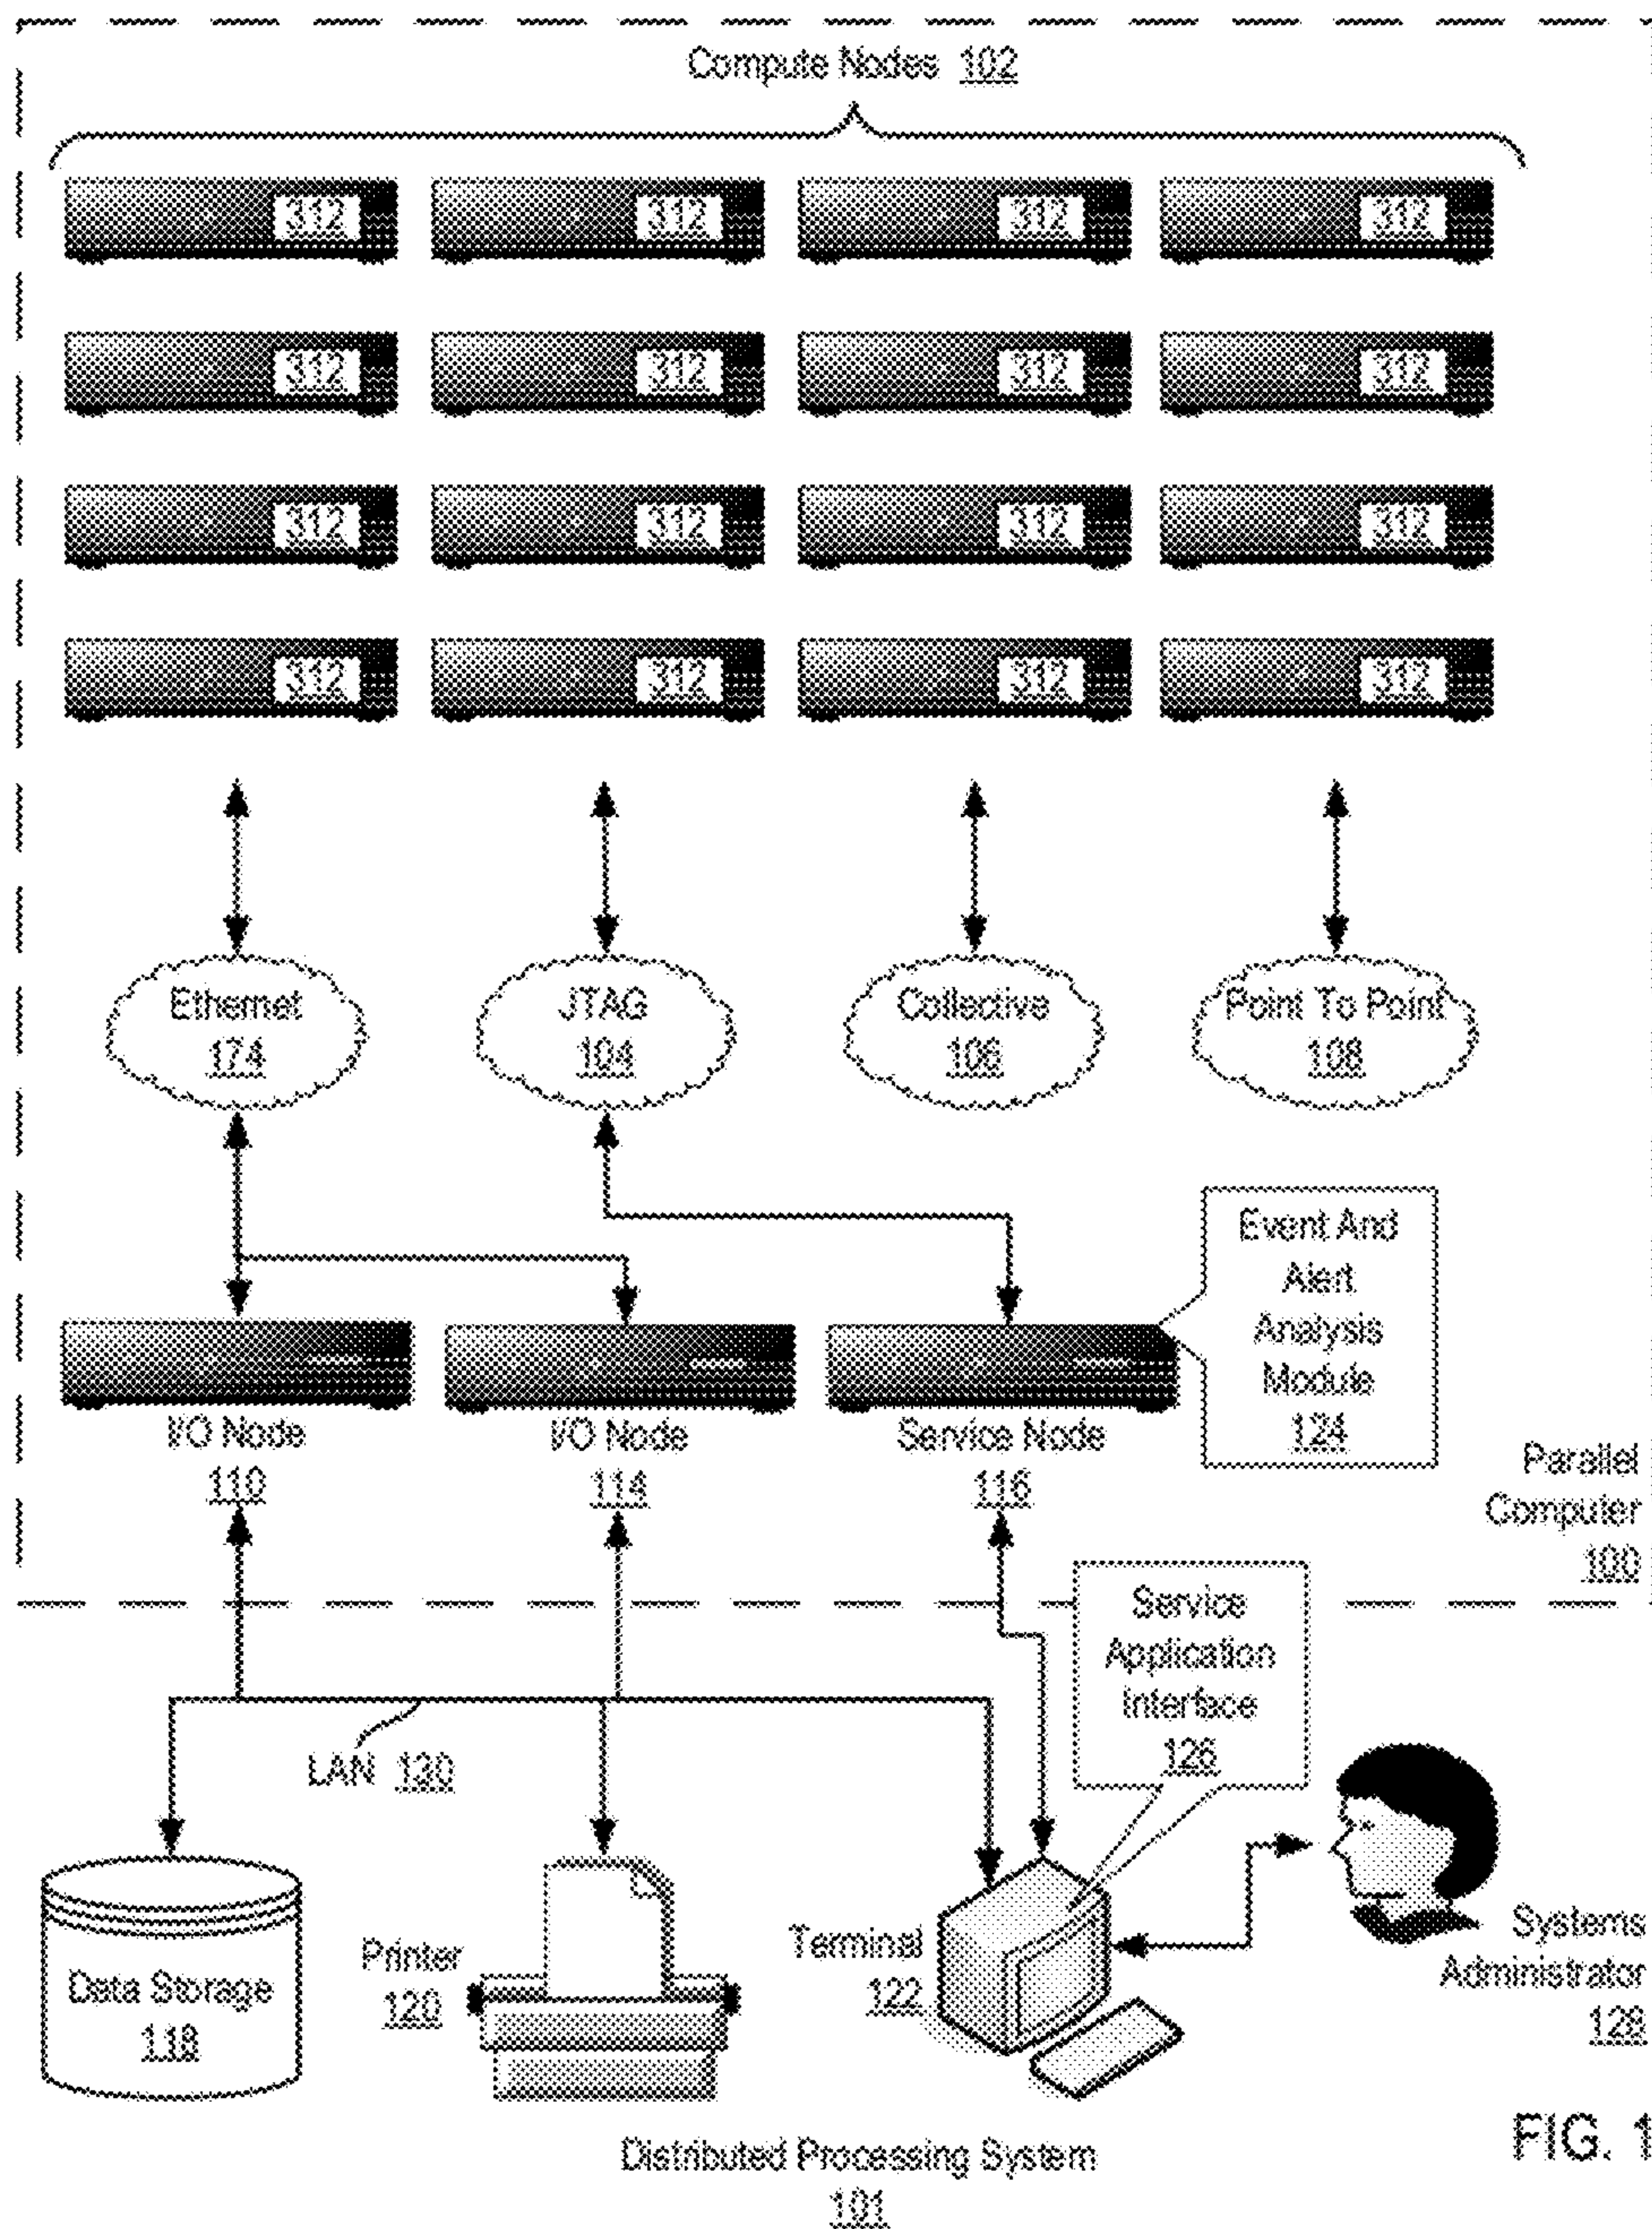 Compute Nodes 102
312 312 312 312
312 312 312 312
312 312 312 312
312 312 312 312
Ethernet
174
JTAG
104
Collective
106
Point To Point
108
Event And
Alert
Analysis
Module
124
I/O Node
110
I/O Node
114
Service Node
116
Parallel
Computer
100
Service
Application
Interface
126
LAN 130
Data Storage
118
Printer
120
Terminal
122
Systems
Administrator
128
Distributed Processing System
101
FIG. 1